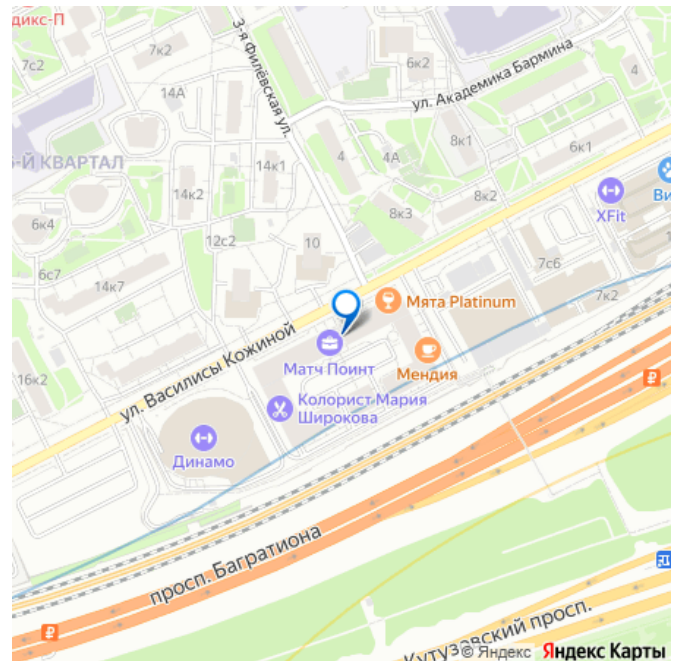 дикс-П
7к2
7с2
14А
3-я Филёвская ул.
6к2
ул. Академика Бармина
8к1
6к1
-Й КВАРТАЛ
14к1
4
4А
14к2
8к2
XFit
Ви
6к4
12с2
10
8к3
7с6
6с7
14к7
7к2
1
Мята Platinum
Матч Поинт
Мендия
16к2
ул. Василисы Кожиной
Колорист Мария
Широкова
Динамо
₽
просп. Багратиона
₽
Кутузовский просп.
© Яндекс Яндекс Карты